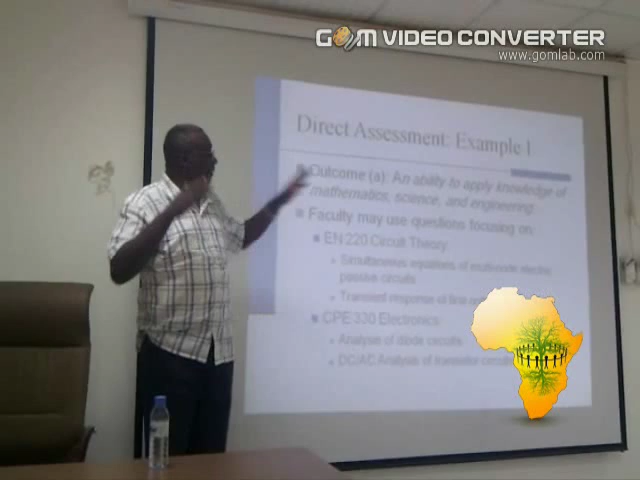 GOM VIDEO CONVERTER
www.gomlab.com
Direct Assessment: Example I
Outcome (a): An ability to apply knowledge of
mathematics, science, and engineering
Faculty may use questions focusing on:
EN 220 Circuit Theory:
Simultaneous equations of multi-node
passive circuits
Transient response of first
CPE 330 Electronics:
Analysis of diode circuits
DC/AC Analysis of transistor